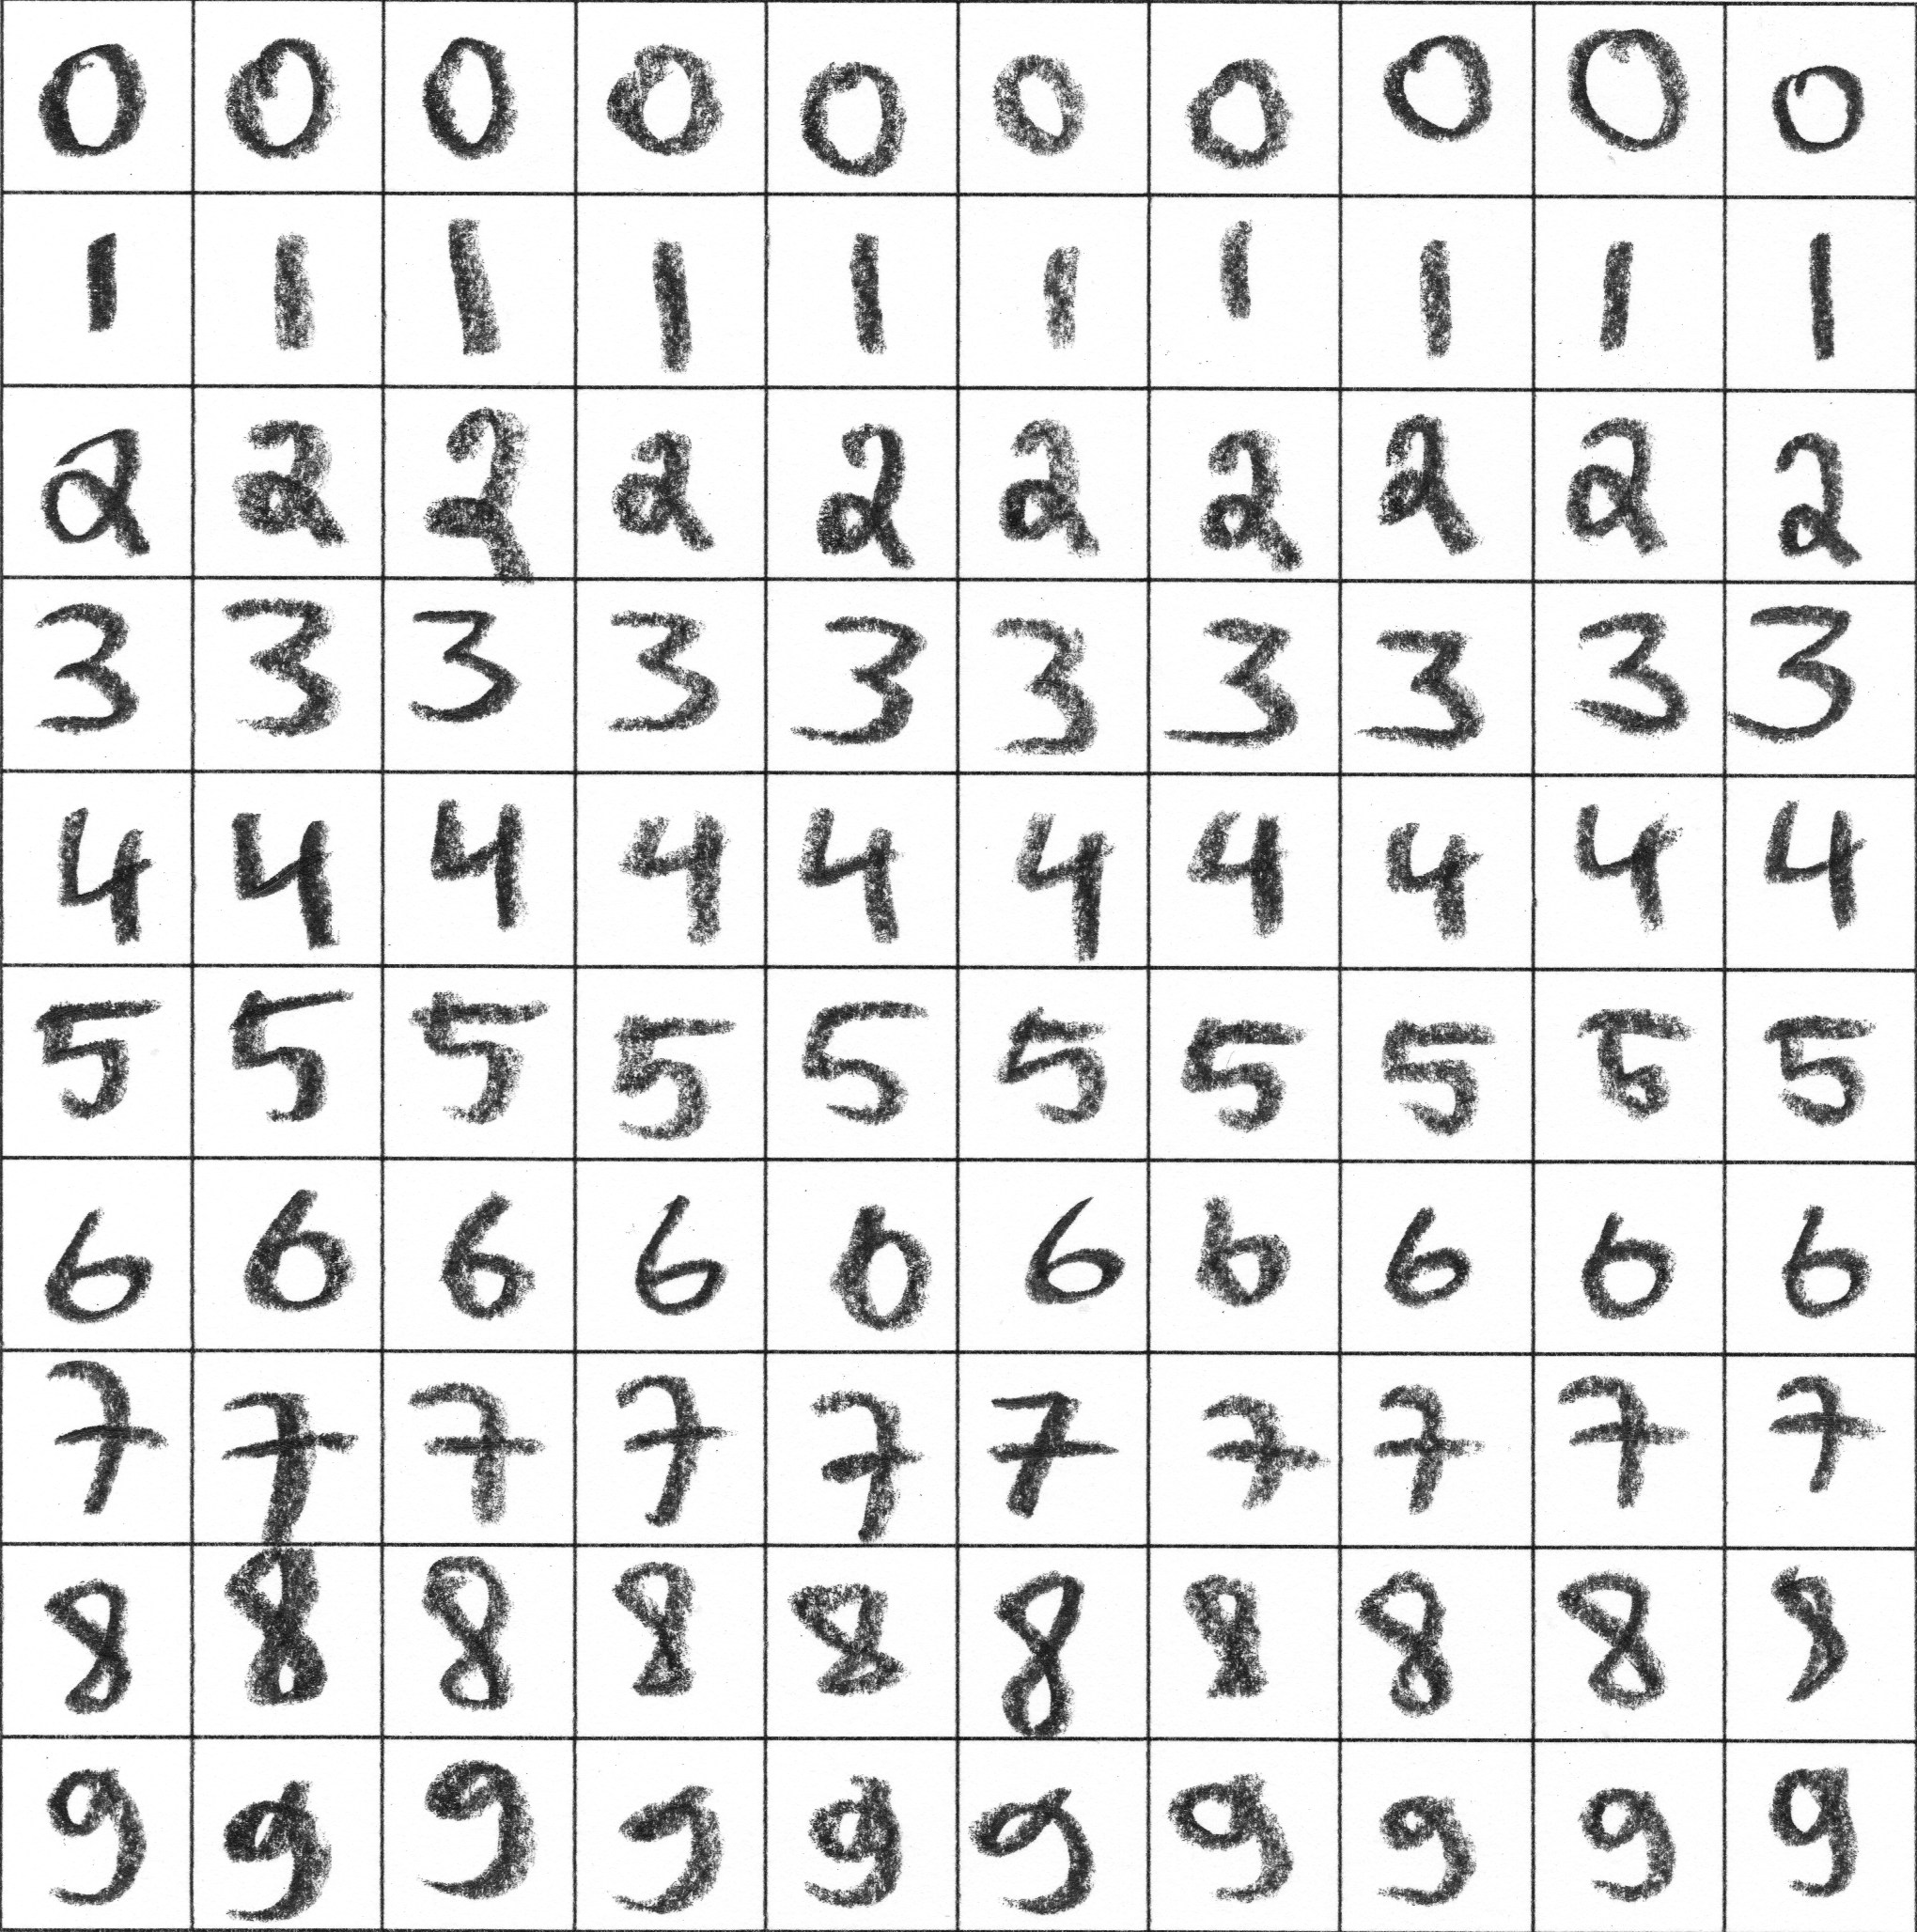 0 0 0 0 0 0 0 0 0 0
1 1 1 1 1 1 1 1 1 1
2 2 2 2 2 2 2 2 2 2
3 3 3 3 3 3 3 3 3 3
4 4 4 4 4 4 4 4 4 4
5 5 5 5 5 5 5 5 5 5
6 6 6 6 6 6 6 6 6 6
7 7 7 7 7 7 7 7 7 7
8 8 8 8 8 8 8 8 8 8
9 9 9 9 9 9 9 9 9 9